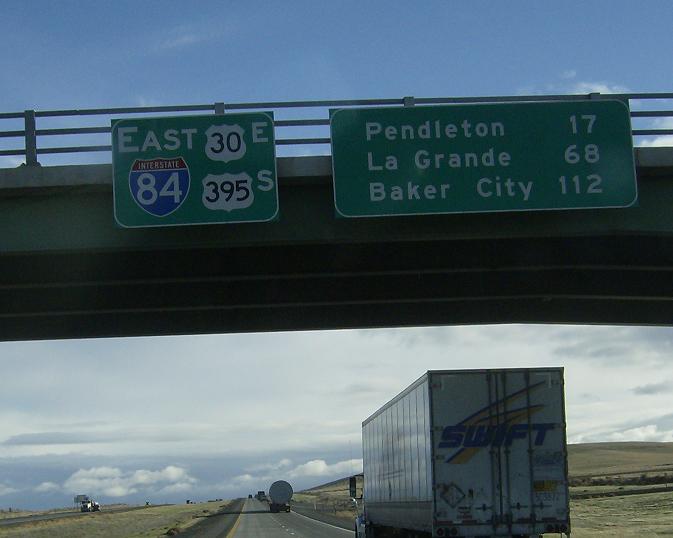 EAST 30 E
INTERSTATE
84 395 S
Pendleton 17
La Grande 68
Baker City 112
SWIFT